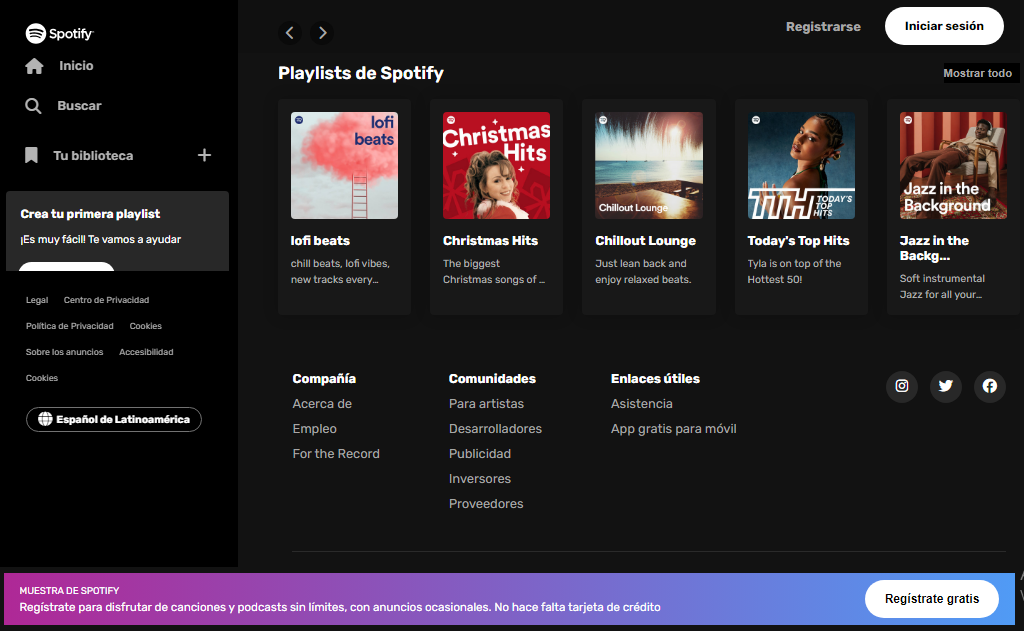 Spotify
Inicio
Buscar
Tu biblioteca
Crea tu primera playlist
¡Es muy fácil! Te vamos a ayudar
Legal Centro de Privacidad
Política de Privacidad Cookies
Sobre los anuncios Accesibilidad
Cookies
Español de Latinoamérica
Registrarse
Iniciar sesión
Playlists de Spotify
Mostrar todo
lofi
beats
lofi beats
chill beats, lofi vibes,
new tracks every...
Christmas
Hits
Christmas Hits
The biggest
Christmas songs of ...
Chillout Lounge
Chillout Lounge
Just lean back and
enjoy relaxed beats.
TTH TODAY'S
TOP
HITS
Today's Top Hits
Tyla is on top of the
Hottest 50!
Jazz in the
Background
Jazz in the
Backg...
Soft instrumental
Jazz for all your...
Compañía
Acerca de
Empleo
For the Record
Comunidades
Para artistas
Desarrolladores
Publicidad
Inversores
Proveedores
Enlaces útiles
Asistencia
App gratis para móvil
MUESTRA DE SPOTIFY
Regístrate para disfrutar de canciones y podcasts sin límites, con anuncios ocasionales. No hace falta tarjeta de crédito
Regístrate gratis